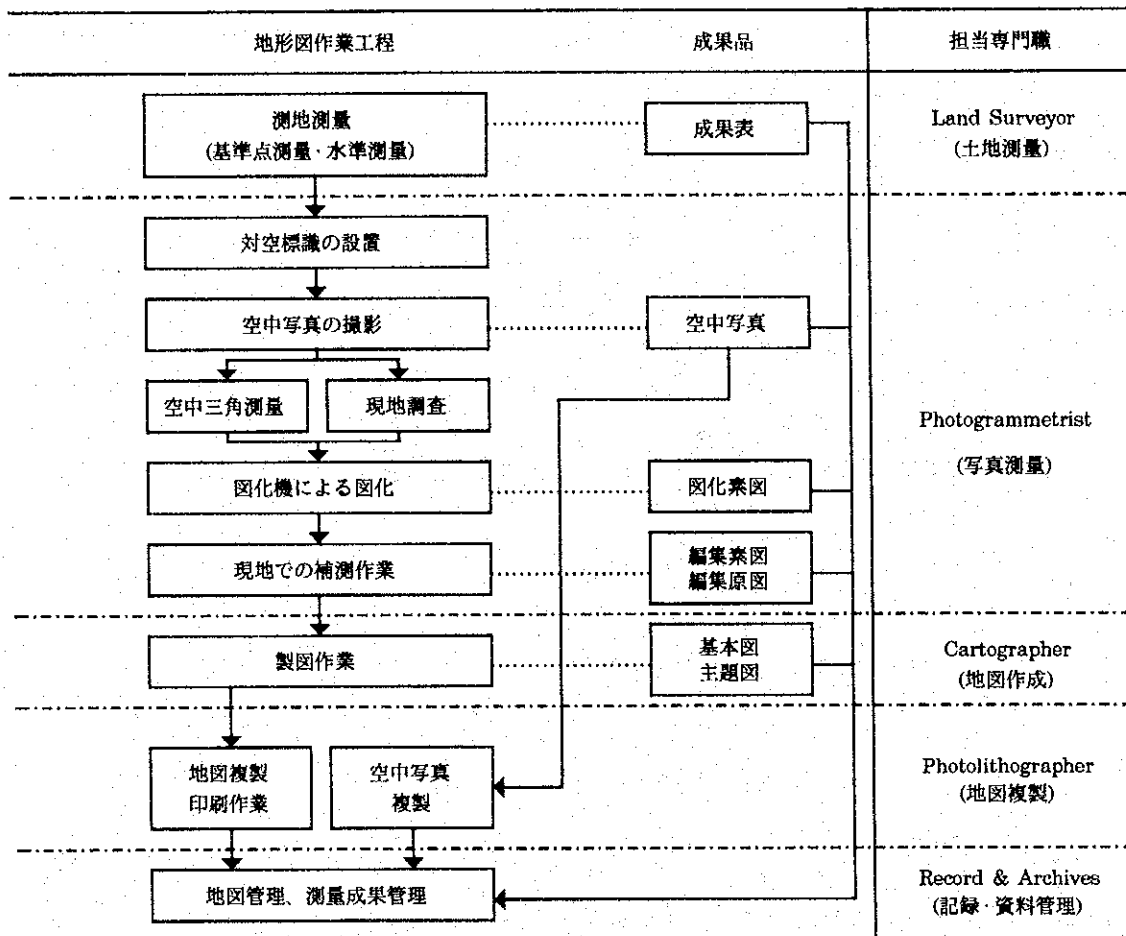 地形図作業工程
成果品
担当専門職
測地測量
(基準点測量・水準測量)
成果表
Land Surveyor
(土地測量)
対空標識の設置
空中写真の撮影
空中写真
空中三角測量
現地調査
Photogrammetrist
(写真測量)
図化機による図化
図化素図
現地での補測作業
編集素図
編集原図
製図作業
基本図
主題図
Cartographer
(地図作成)
地図複製
印刷作業
空中写真
複製
Photolithographer
(地図複製)
地図管理、測量成果管理
Record & Archives
(記録・資料管理)